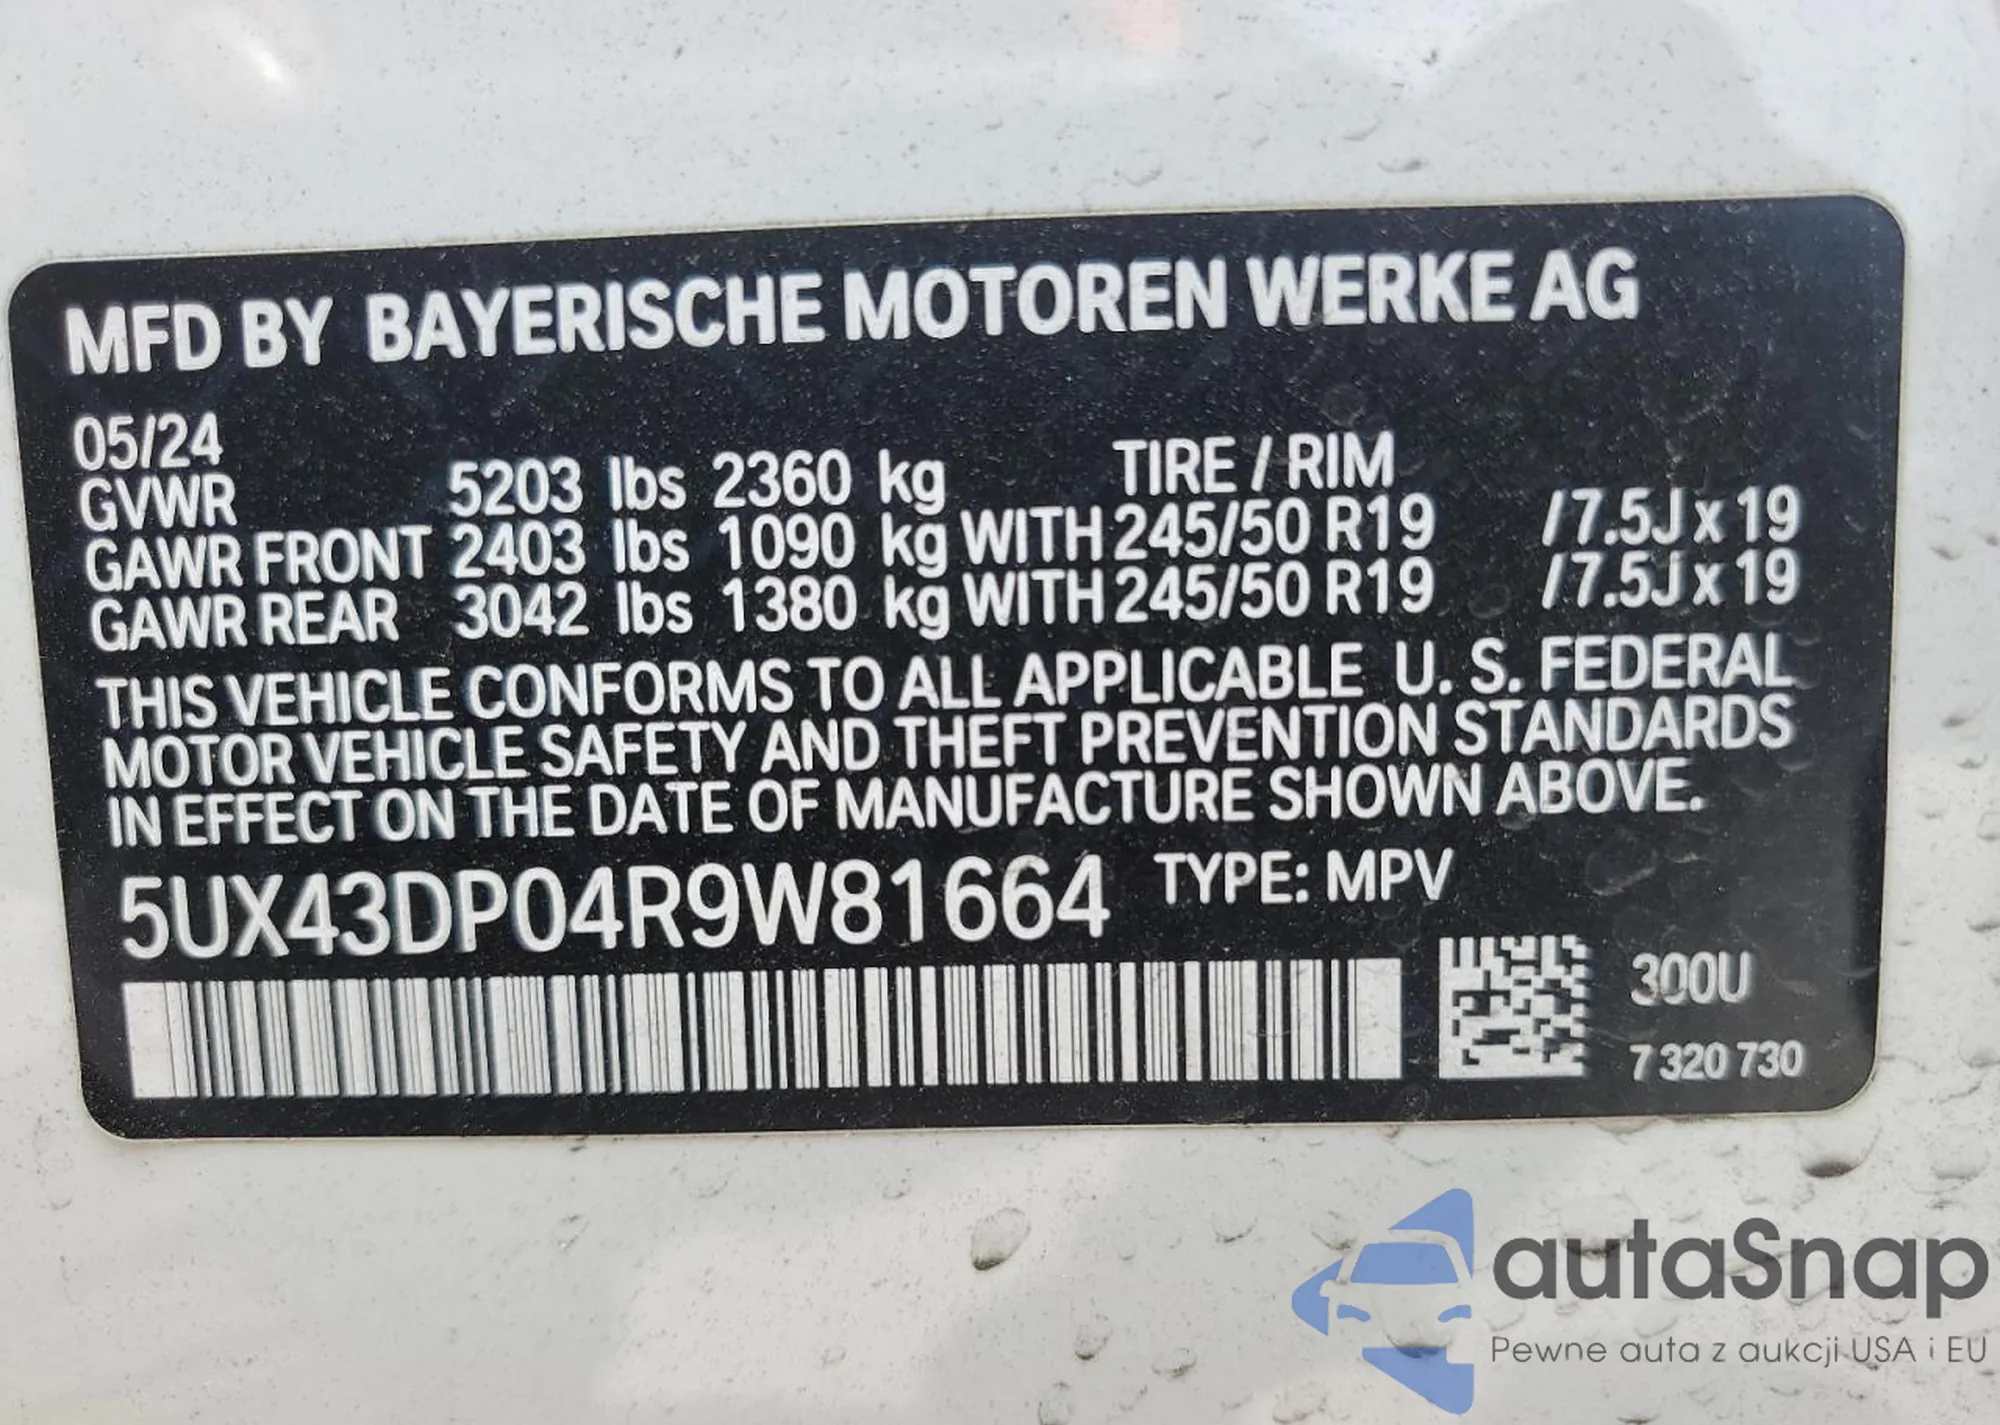 MFD BY BAYERISCHE MOTOREN WERKE AG
05/24
GVWR 5203 lbs 2360 kg TIRE / RIM
GAWR FRONT 2403 lbs 1090 kg WITH 245/50 R19 /7.5J x 19
GAWR REAR 3042 lbs 1380 kg WITH 245/50 R19 /7.5J x 19
THIS VEHICLE CONFORMS TO ALL APPLICABLE U. S. FEDERAL
MOTOR VEHICLE SAFETY AND THEFT PREVENTION STANDARDS
IN EFFECT ON THE DATE OF MANUFACTURE SHOWN ABOVE.
5UX43DP04R9W81664 TYPE: MPV
300U
7 320 730
autaSnap
Pewne auta z aukcji USA i EU